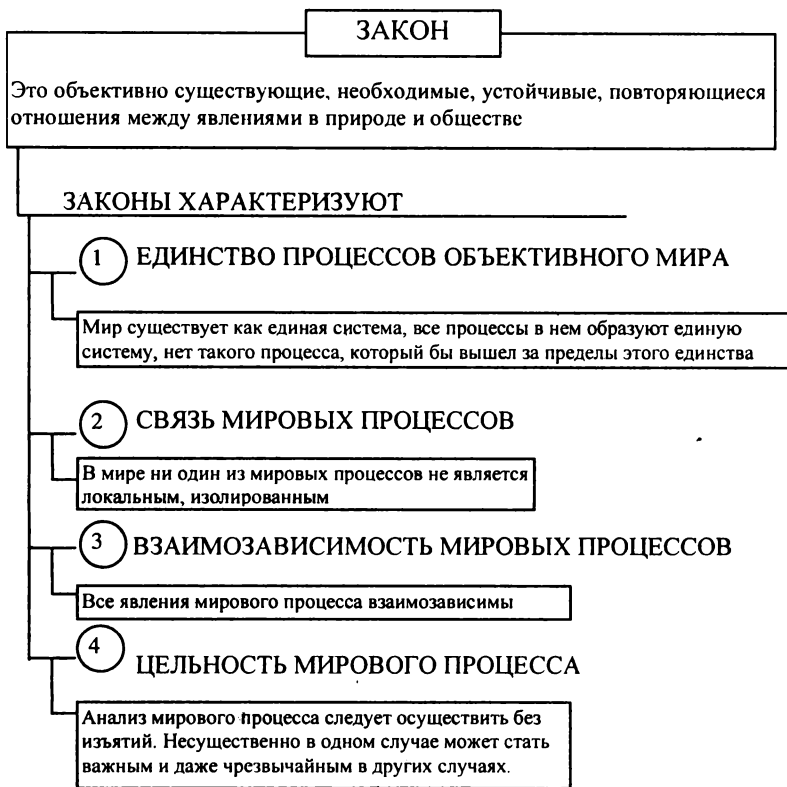 ЗАКОН
Это объективно существующие, необходимые, устойчивые, повторяющиеся
отношения между явлениями в природе и обществе
ЗАКОНЫ ХАРАКТЕРИЗУЮТ
1 ЕДИНСТВО ПРОЦЕССОВ ОБЪЕКТИВНОГО МИРА
Мир существует как единая система, все процессы в нем образуют единую
систему, нет такого процесса, который бы вышел за пределы этого единства
2 СВЯЗЬ МИРОВЫХ ПРОЦЕССОВ
В мире ни один из мировых процессов не является
локальным, изолированным
3 ВЗАИМОЗАВИСИМОСТЬ МИРОВЫХ ПРОЦЕССОВ
Все явления мирового процесса взаимозависимы
4 ЦЕЛЬНОСТЬ МИРОВОГО ПРОЦЕССА
Анализ мирового процесса следует осуществить без
изъятий. Несущественно в одном случае может стать
важным и даже чрезвычайным в других случаях.